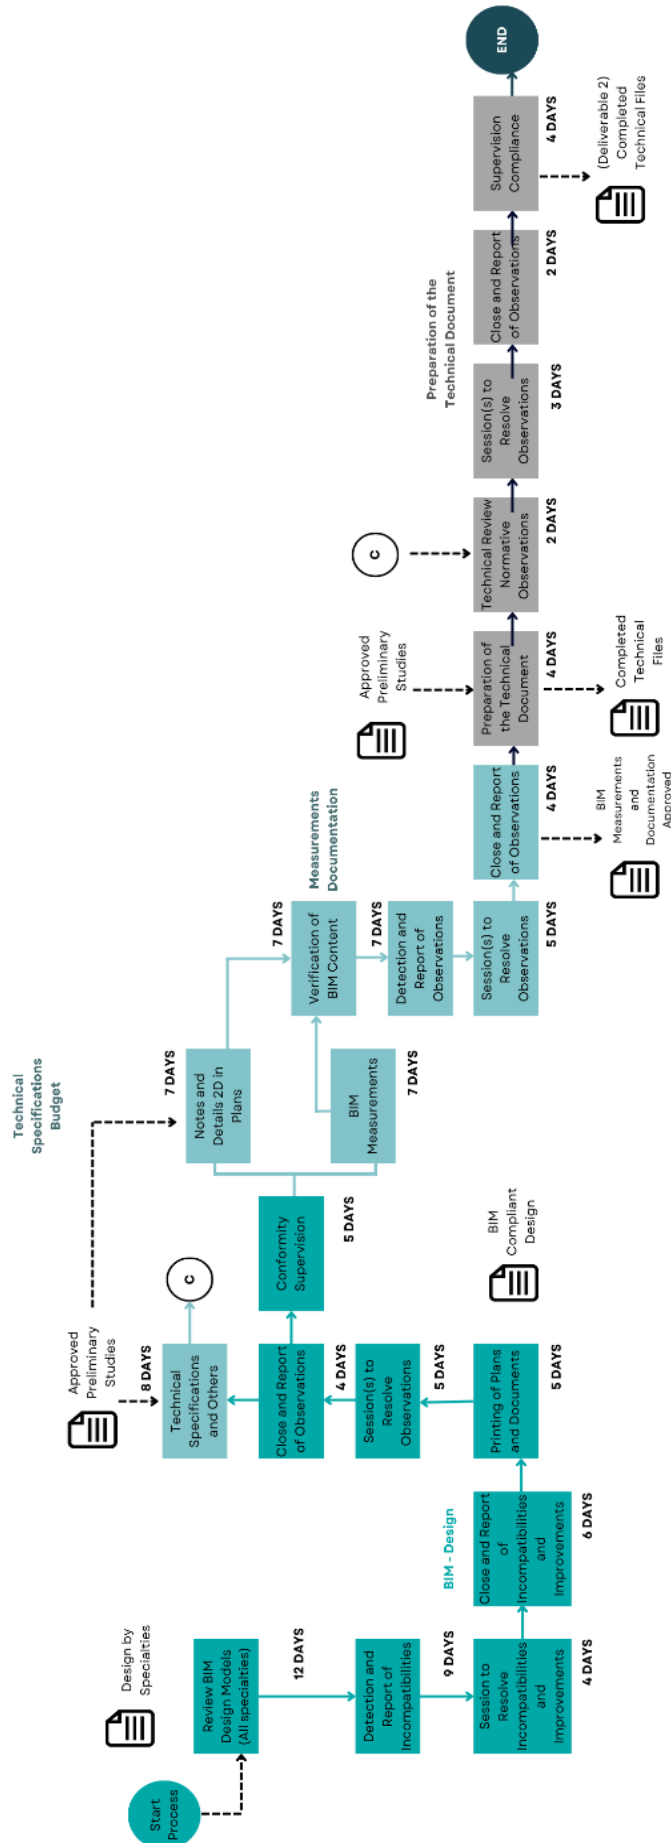 Start
Process
Design by
Specialties
Review BIM
Design Models
(All specialties)
12 DAYS
Detection and
Report of
Incompatibilities
9 DAYS
Session to
Resolve
Incompatibilities
and
Improvements
4 DAYS
BIM - Design
Close and Report
of
Incompatibilities
and
Improvements
6 DAYS
Printing of Plans
and Documents
5 DAYS
BIM
Compliant
Design
Session(s) to
Resolve
Observations
5 DAYS
Close and Report
of Observations
4 DAYS
Approved
Preliminary
Studies
8 DAYS
Technical
Specifications
and Others
C
Conformity
Supervision
5 DAYS
Technical
Specifications
Budget
7 DAYS
Notes and
Details 2D in
Plans
BIM
Measurements
7 DAYS
Measurements
Documentation
7 DAYS
Verification of
BIM Content
7 DAYS
Detection and
Report of
Observations
Session(s) to
Resolve
Observations
5 DAYS
Close and Report
of Observations
4 DAYS
BIM
Measurements
and
Documentation
Approved
Approved
Preliminary
Studies
Preparation of
the Technical
Document
4 DAYS
Completed
Technical
Files
C
Technical Review
Normative
Observations
2 DAYS
Preparation of the
Technical Document
Session(s) to
Resolve
Observations
3 DAYS
Close and Report
of Observations
2 DAYS
Supervision
Compliance
4 DAYS
(Deliverable 2)
Completed
Technical Files
END